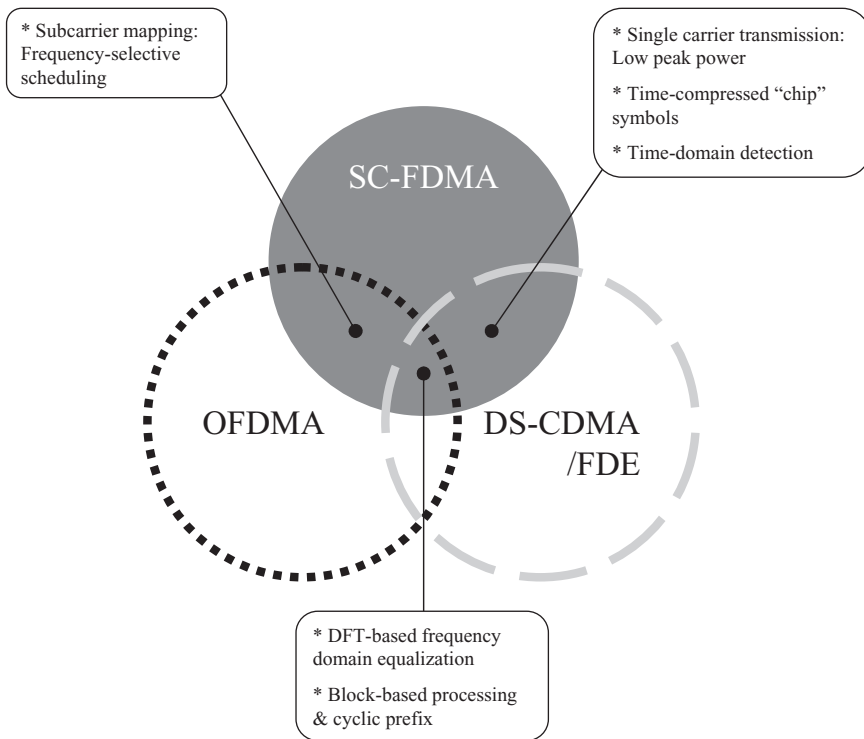 * Subcarrier mapping:
Frequency-selective
scheduling
* Single carrier transmission:
Low peak power
* Time-compressed “chip”
symbols
* Time-domain detection
SC-FDMA
OFDMA
DS-CDMA
/FDE
* DFT-based frequency
domain equalization
* Block-based processing
& cyclic prefix